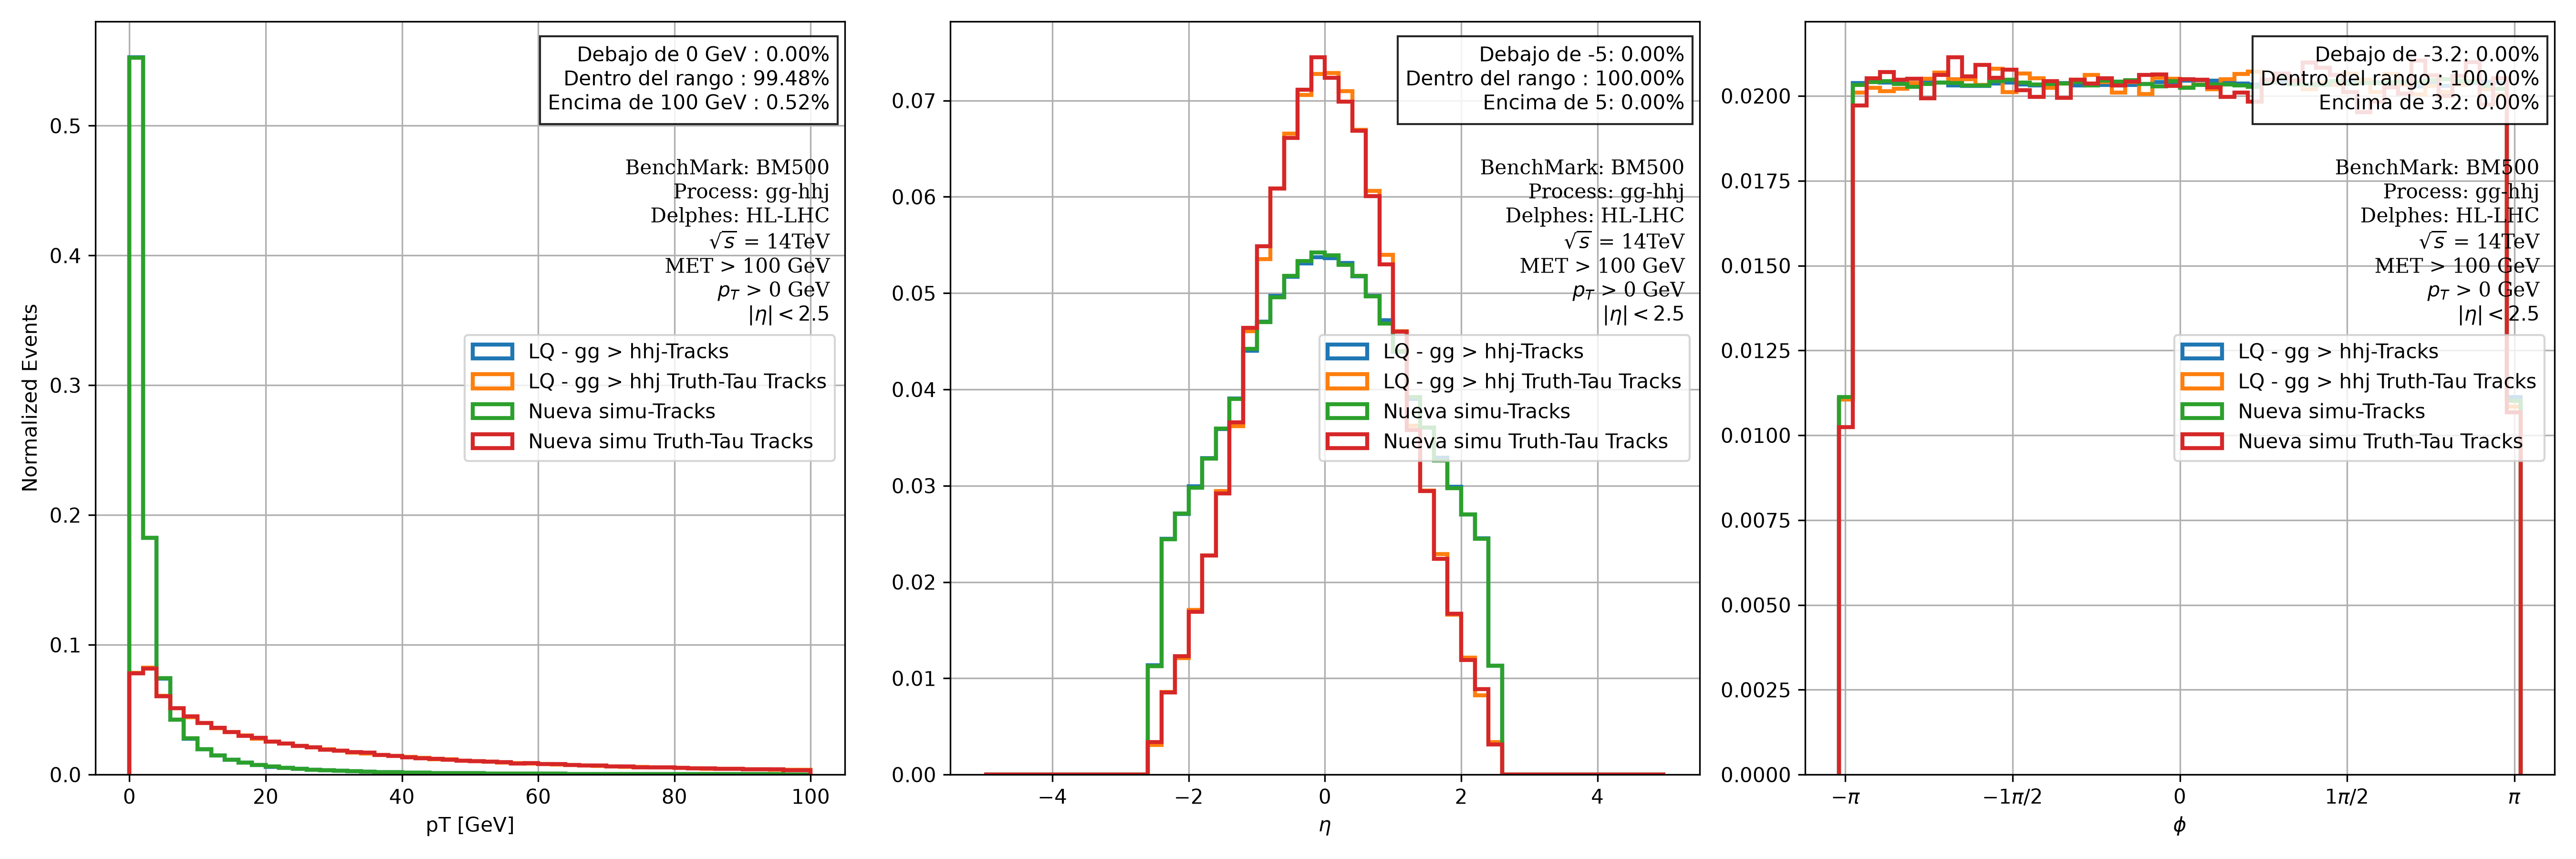 Debajo de 0 GeV : 0.00%
Dentro del rango : 99.48%
Encima de 100 GeV : 0.52%
BenchMark: BM500
Process: gg-hhj
Delphes: HL-LHC
√s = 14TeV
MET > 100 GeV
p_T > 0 GeV
|η| < 2.5
LQ - gg > hhj-Tracks
LQ - gg > hhj Truth-Tau Tracks
Nueva simu-Tracks
Nueva simu Truth-Tau Tracks
Normalized Events
0.5
0.4
0.3
0.2
0.1
0.0
0 20 40 60 80 100
pT [GeV]
Debajo de -5: 0.00%
Dentro del rango : 100.00%
Encima de 5: 0.00%
BenchMark: BM500
Process: gg-hhj
Delphes: HL-LHC
√s = 14TeV
MET > 100 GeV
p_T > 0 GeV
|η| < 2.5
LQ - gg > hhj-Tracks
LQ - gg > hhj Truth-Tau Tracks
Nueva simu-Tracks
Nueva simu Truth-Tau Tracks
0.07
0.06
0.05
0.04
0.03
0.02
0.01
0.00
−4 −2 0 2 4
η
Debajo de -3.2: 0.00%
Dentro del rango : 100.00%
Encima de 3.2: 0.00%
BenchMark: BM500
Process: gg-hhj
Delphes: HL-LHC
√s = 14TeV
MET > 100 GeV
p_T > 0 GeV
|η| < 2.5
LQ - gg > hhj-Tracks
LQ - gg > hhj Truth-Tau Tracks
Nueva simu-Tracks
Nueva simu Truth-Tau Tracks
0.0200
0.0175
0.0150
0.0125
0.0100
0.0075
0.0050
0.0025
0.0000
−π −1π/2 0 1π/2 π
ϕ